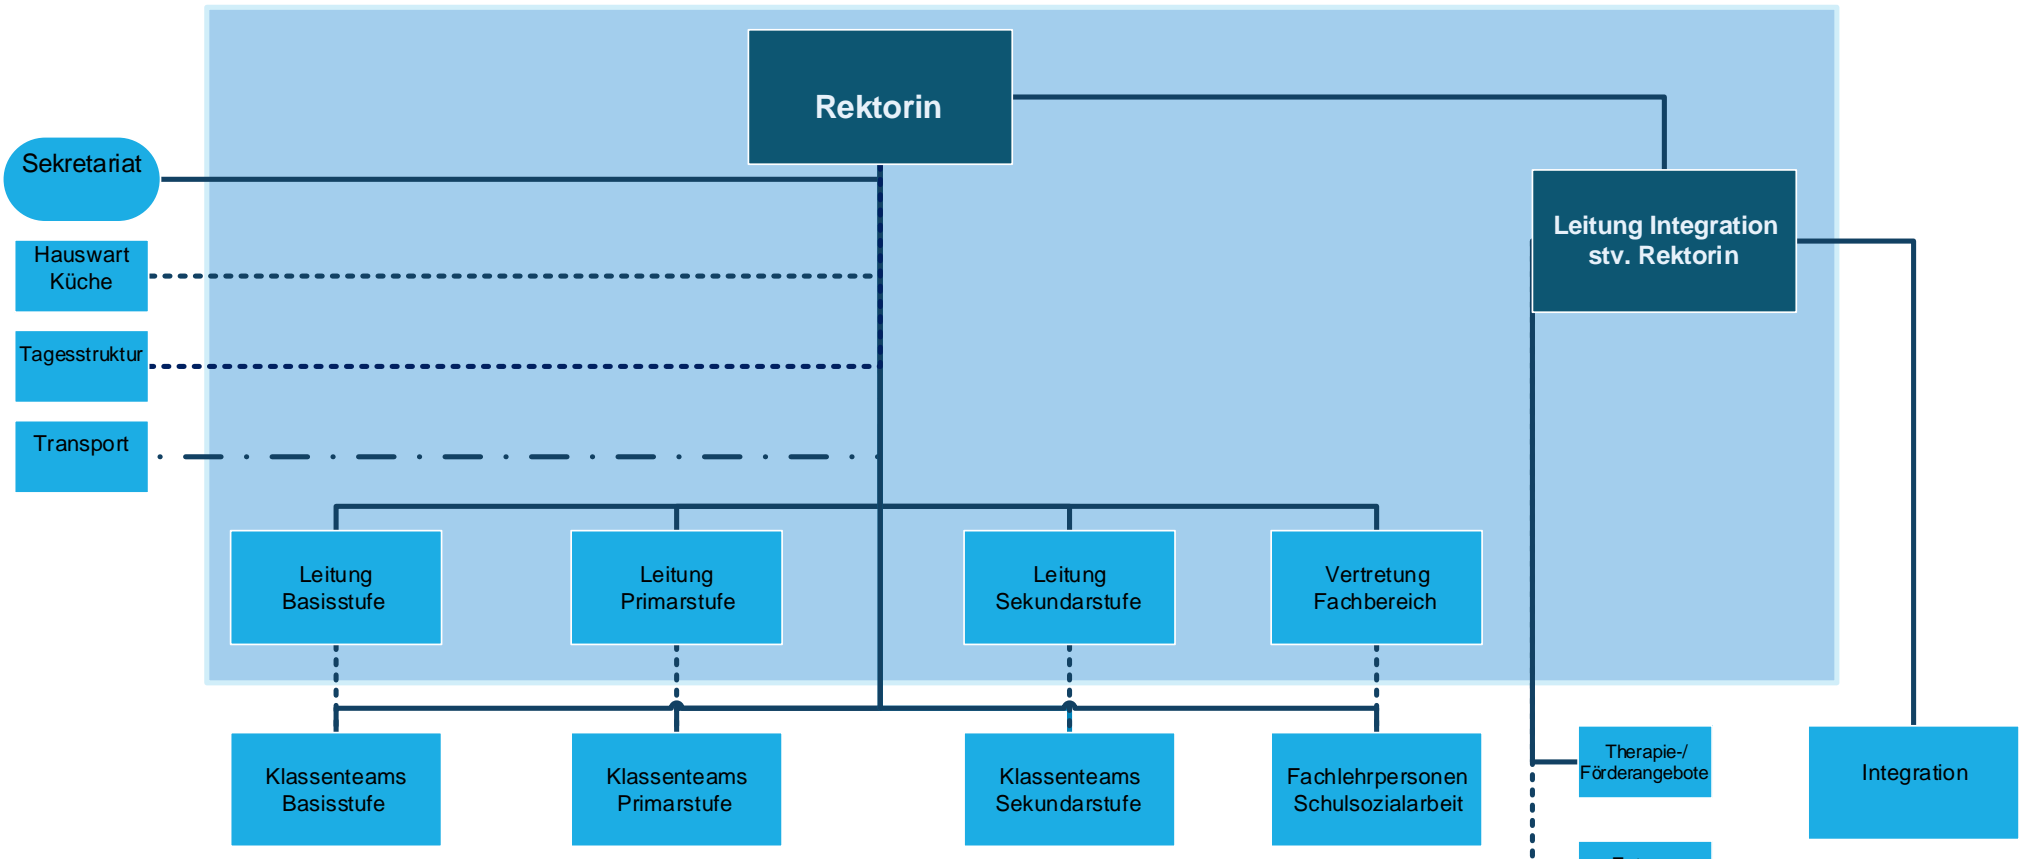 Rektorin
Sekretariat
Leitung Integration
stv. Rektorin
Hauswart
Küche
Tagesstruktur
Transport
Leitung
Basisstufe
Leitung
Primarstufe
Leitung
Sekundarstufe
Vertretung
Fachbereich
Klassenteams
Basisstufe
Klassenteams
Primarstufe
Klassenteams
Sekundarstufe
Fachlehrpersonen
Schulsozialarbeit
Therapie-/
Förderangebote
Integration